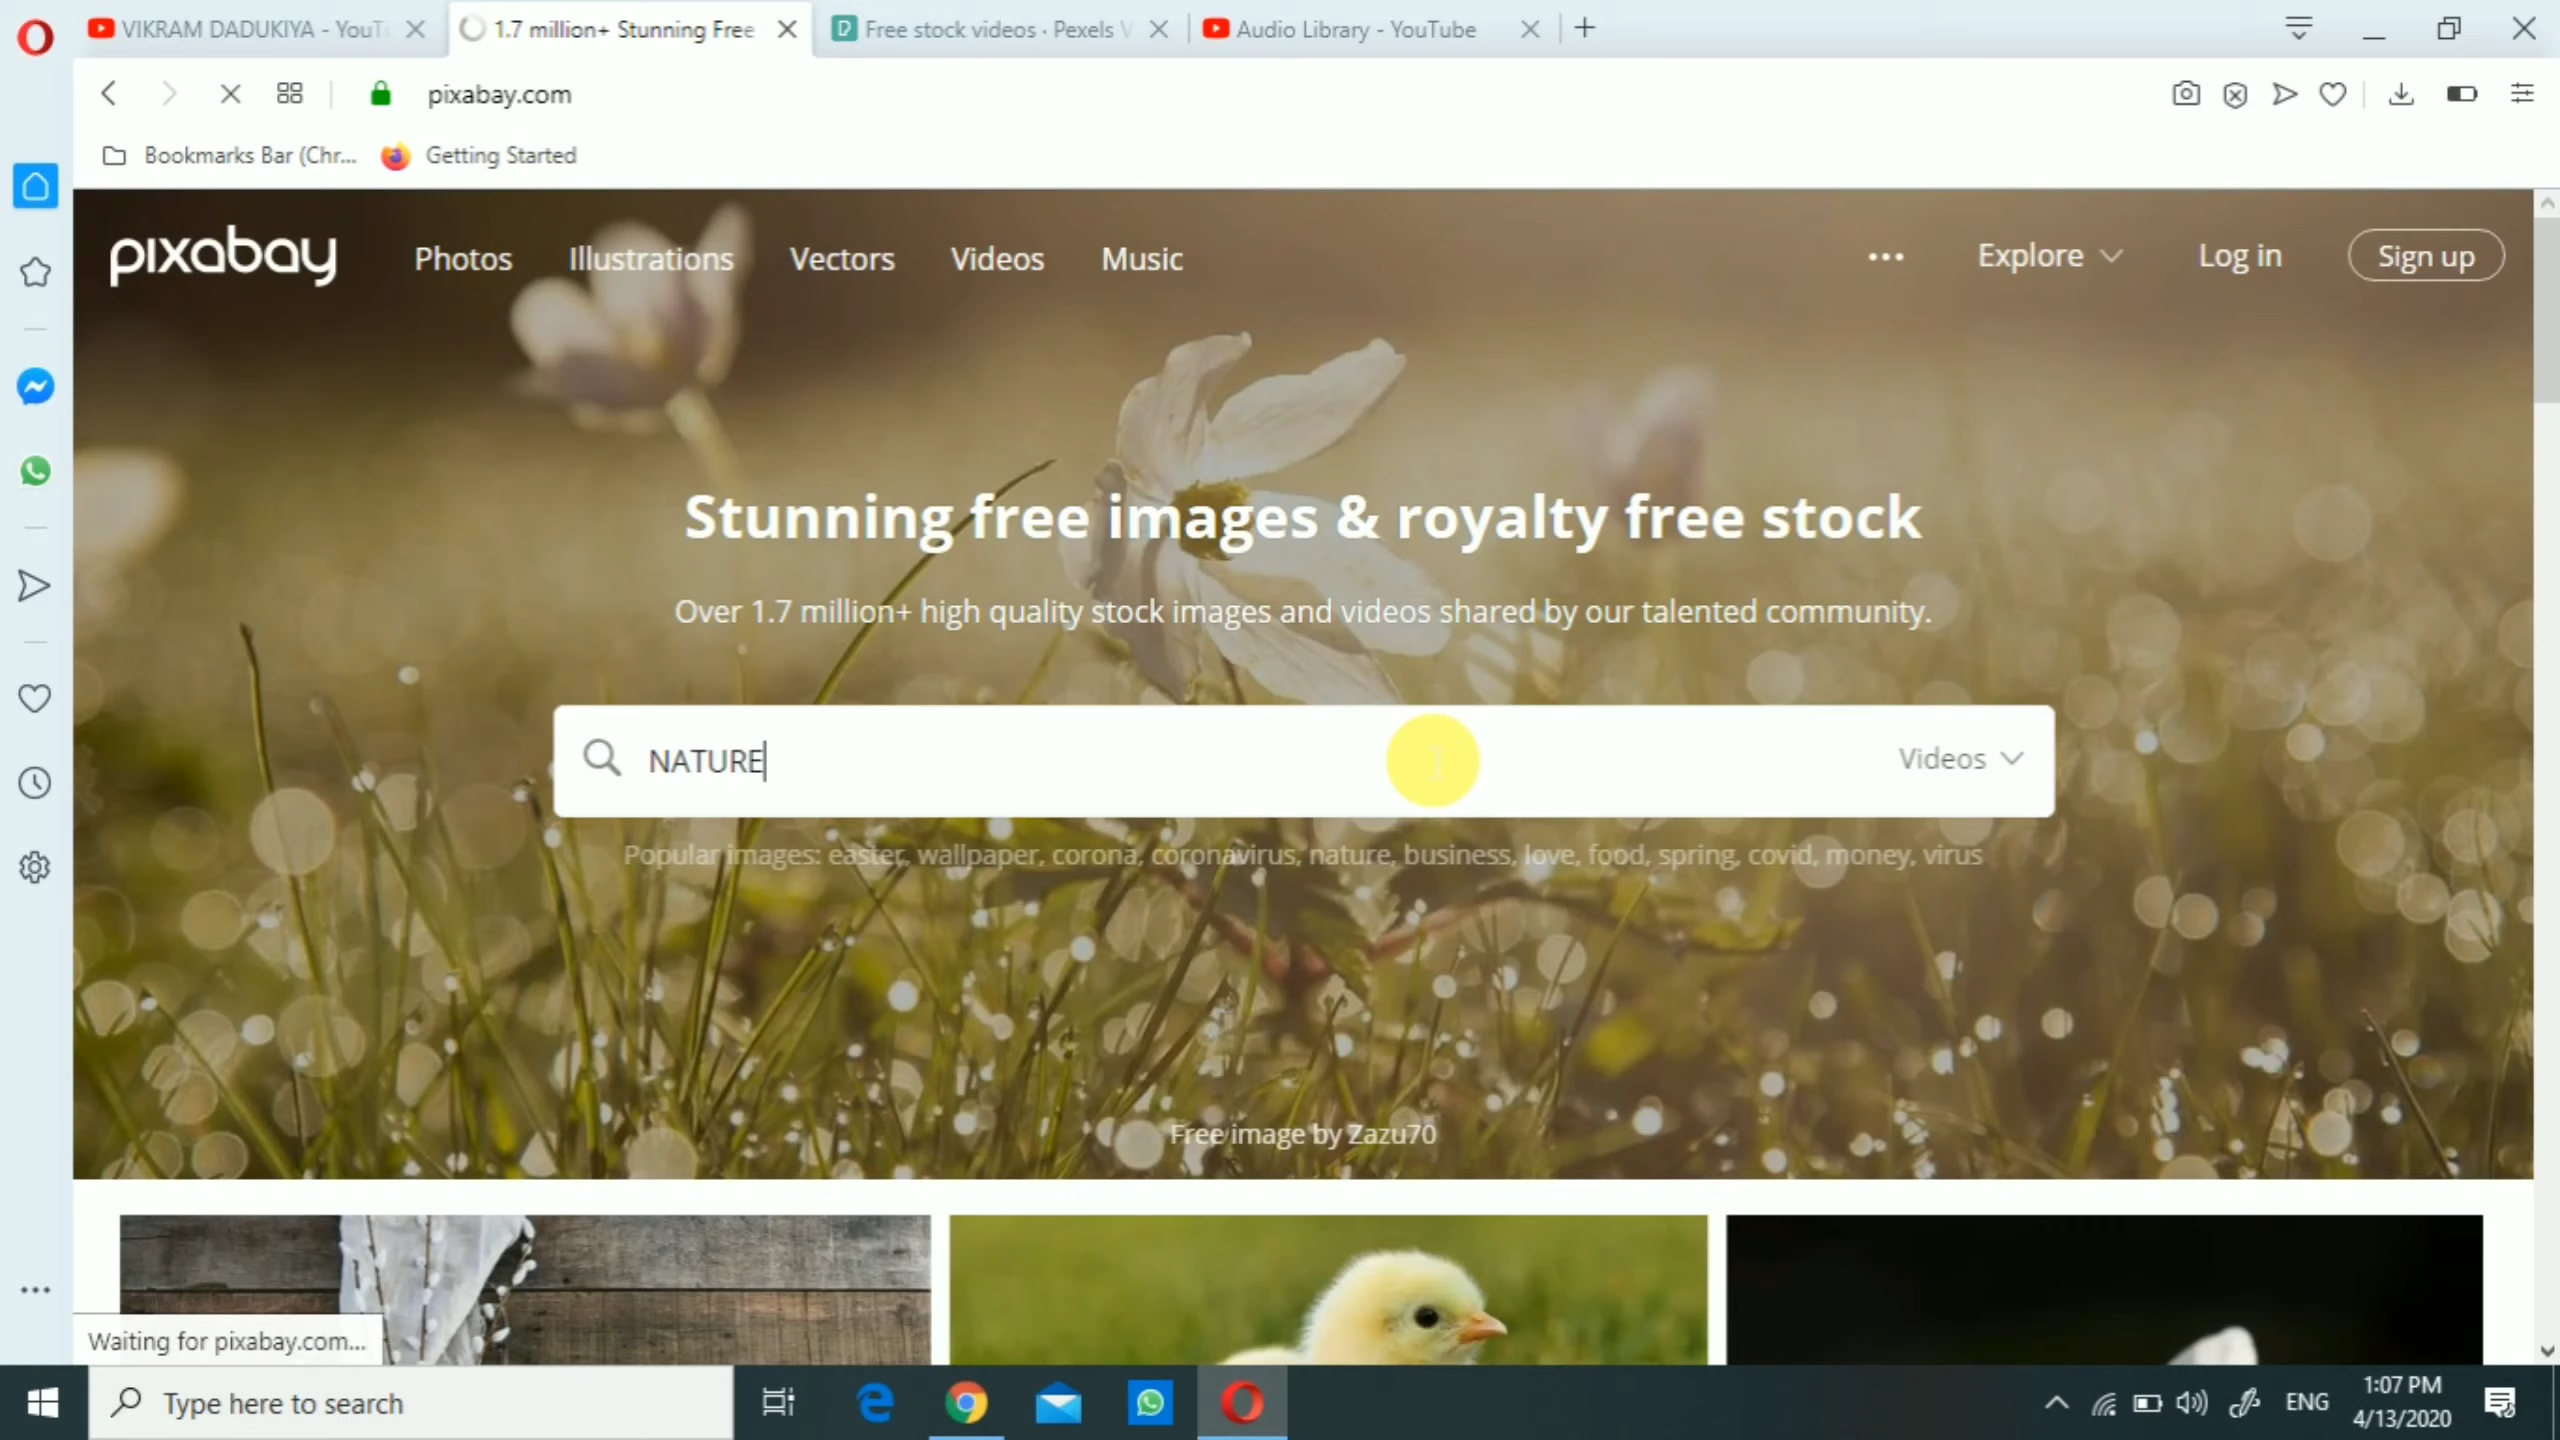 VIKRAM DADUKIYA - YouT
1.7 million+ Stunning Free
Free stock videos · Pexels V
Audio Library - YouTube
pixabay.com
Bookmarks Bar (Chr...
Getting Started
pixabay
Photos
Illustrations
Vectors
Videos
Music
Explore
Log in
Sign up
Stunning free images & royalty free stock
Over 1.7 million+ high quality stock images and videos shared by our talented community.
NATURE
Videos
Popular images: easter, wallpaper, corona, coronavirus, nature, business, love, food, spring, covid, money, virus
Free image by Zazu70
Waiting for pixabay.com...
Type here to search
ENG
1:07 PM
4/13/2020